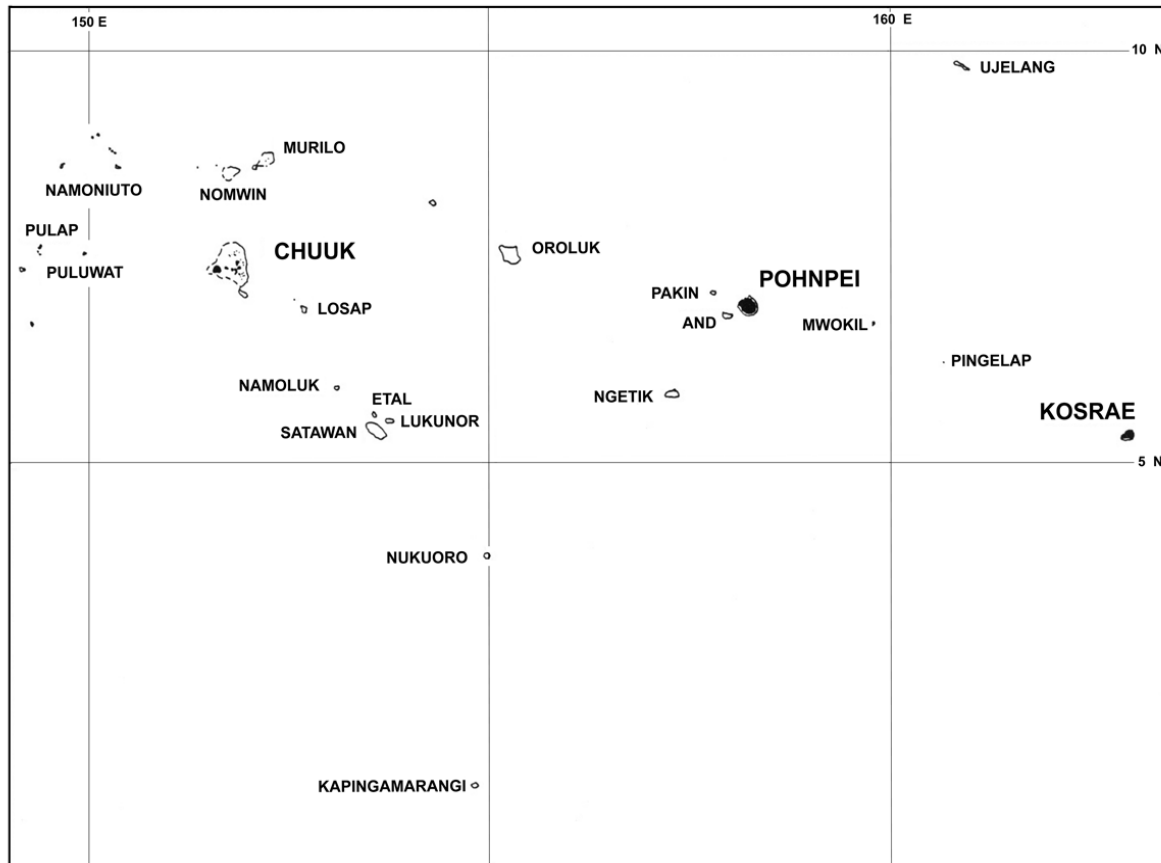 150 E
160 E
10 N
UJELANG
MURILO
NAMONIUTO
NOMWIN
PULAP
CHUUK
OROLUK
PULUWAT
POHNPEI
PAKIN
LOSAP
AND
MWOKIL
PINGELAP
NAMOLUK
NGETIK
ETAL
KOSRAE
LUKUNOR
SATAWAN
5 N
NUKUORO
KAPINGAMARANGI